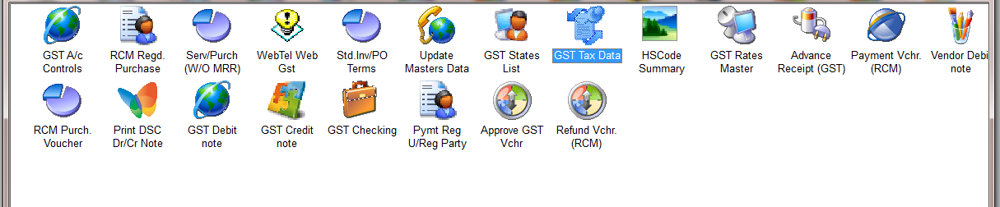 GST A/c
Controls
RCM Regd.
Purchase
Serv/Purch
(W/O MRR)
WebTel Web
Gst
Std.Inv/PO
Terms
Update
Masters Data
GST States
List
GST Tax Data
HSCode
Summary
GST Rates
Master
Advance
Receipt (GST)
Payment Vchr.
(RCM)
Vendor Debi
note
RCM Purch.
Voucher
Print DSC
Dr/Cr Note
GST Debit
note
GST Credit
note
GST Checking
Pymt Reg
U/Reg Party
Approve GST
Vchr
Refund Vchr.
(RCM)